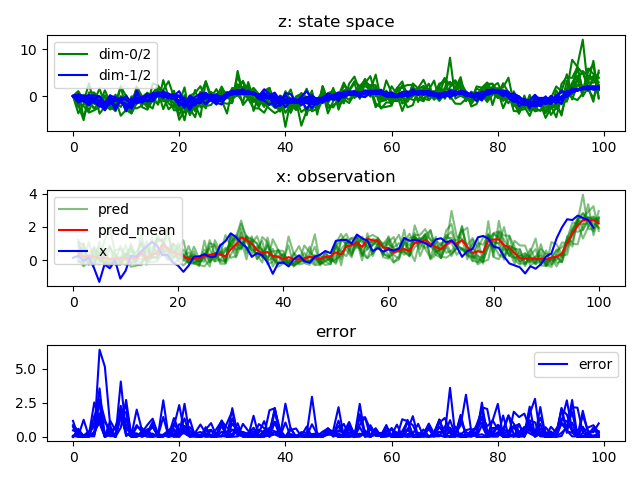 z: state space
10
0
dim-0/2
dim-1/2
0 20 40 60 80 100
x: observation
4
2
0
pred
pred_mean
x
0 20 40 60 80 100
error
5.0
2.5
0.0
error
0 20 40 60 80 100